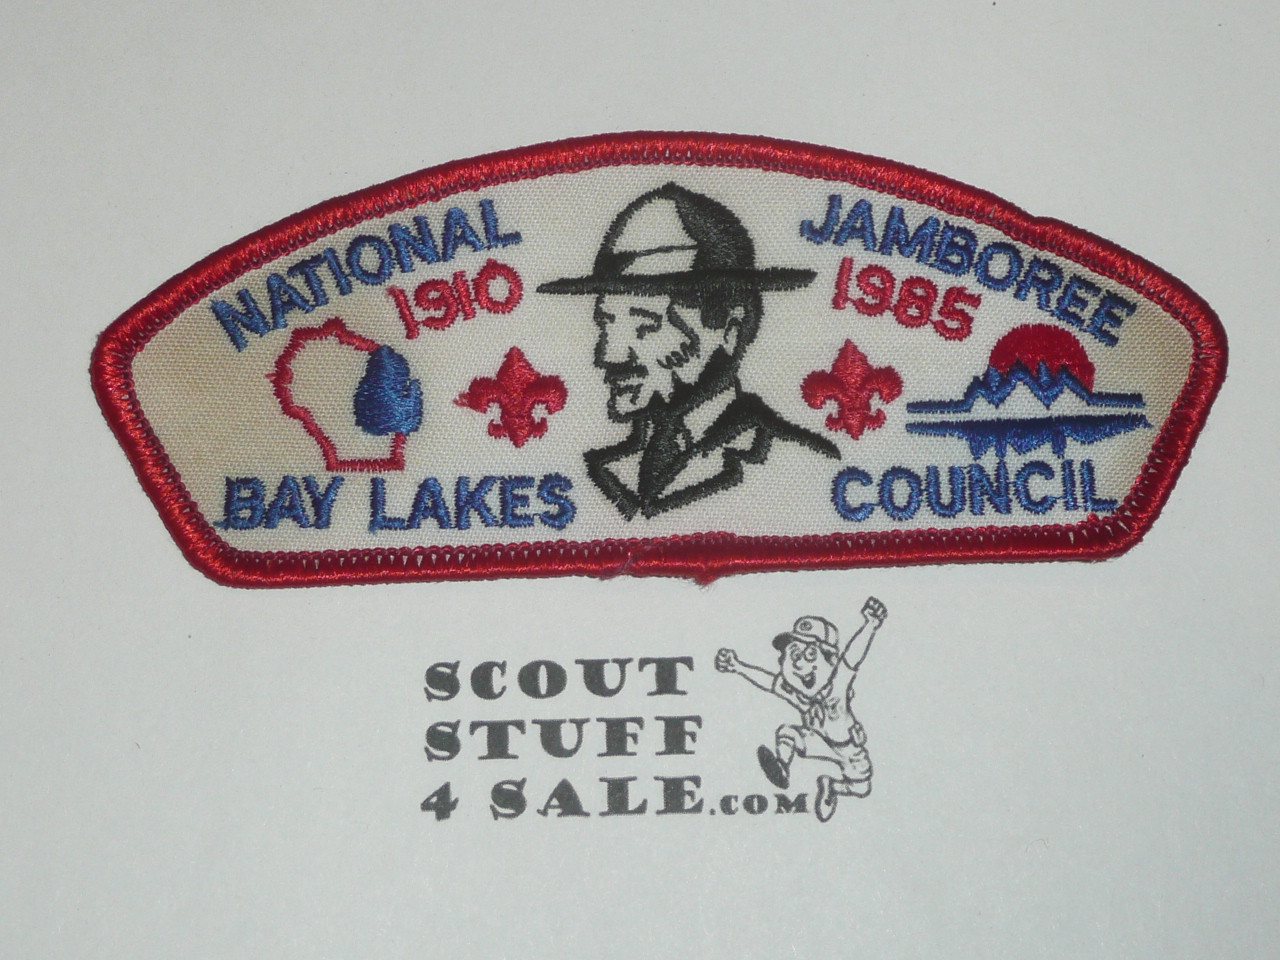 NATIONAL JAMBOREE
1910 1985
BAY LAKES COUNCIL
SCOUT
STUFF
4 SALE.COM